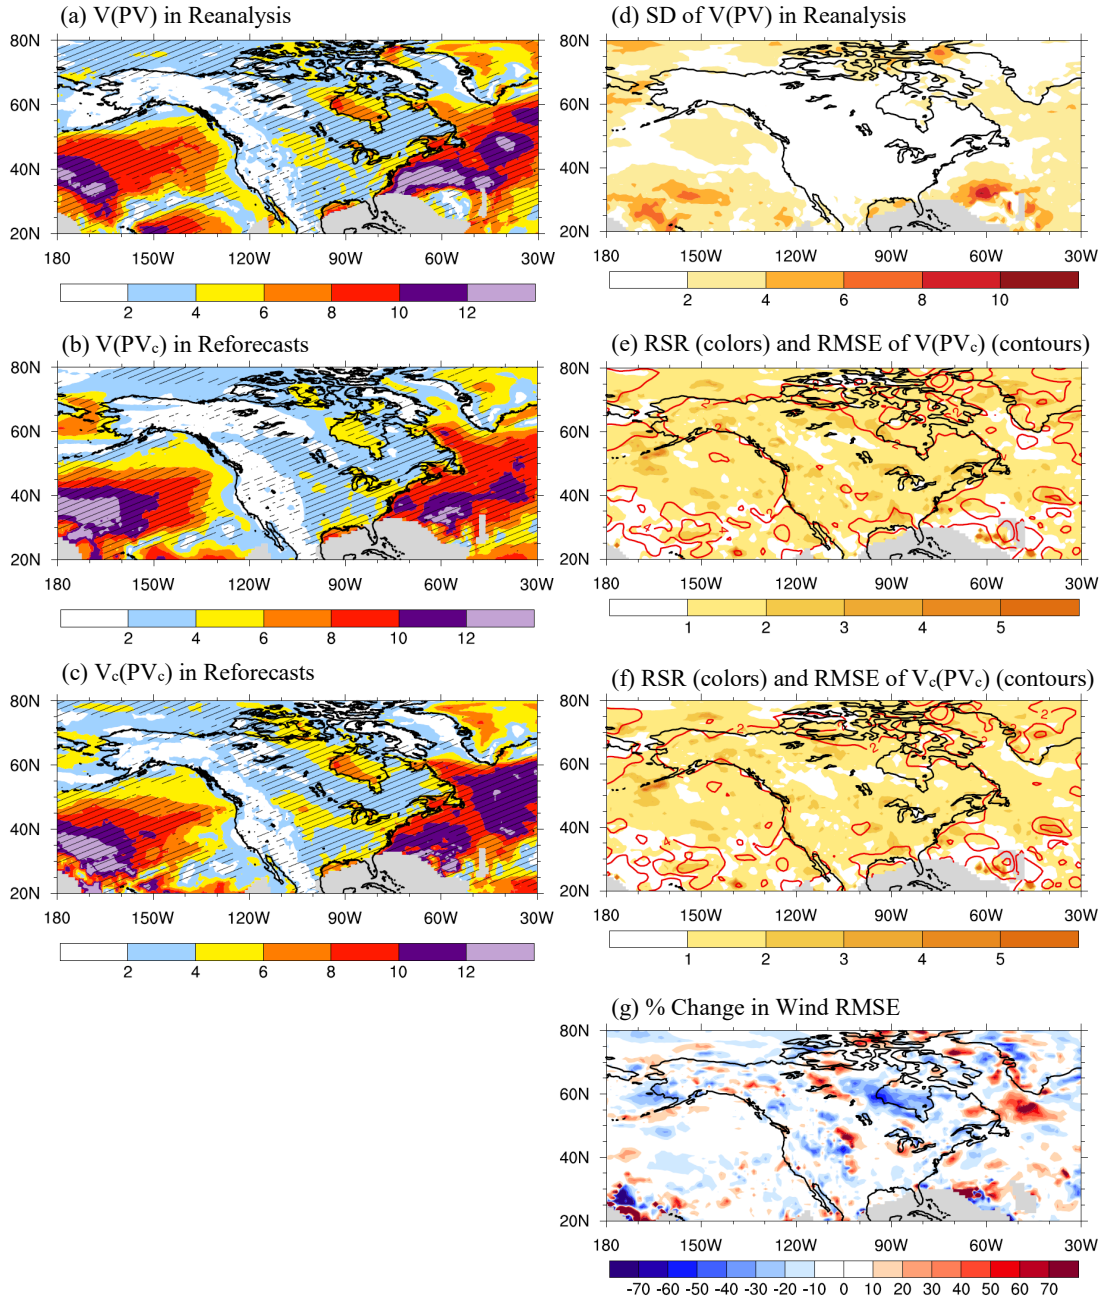 (a) V(PV) in Reanalysis
80N
60N
40N
20N
180 150W 120W 90W 60W 30W
2 4 6 8 10 12
(b) V(PVc) in Reforecasts
80N
60N
40N
20N
180 150W 120W 90W 60W 30W
2 4 6 8 10 12
(c) Vc(PVc) in Reforecasts
80N
60N
40N
20N
180 150W 120W 90W 60W 30W
2 4 6 8 10 12
(d) SD of V(PV) in Reanalysis
80N
60N
40N
20N
180 150W 120W 90W 60W 30W
2 4 6 8 10
(e) RSR (colors) and RMSE of V(PVc) (contours)
80N
60N
40N
20N
180 150W 120W 90W 60W 30W
1 2 3 4 5
(f) RSR (colors) and RMSE of Vc(PVc) (contours)
80N
60N
40N
20N
180 150W 120W 90W 60W 30W
1 2 3 4 5
(g) % Change in Wind RMSE
80N
60N
40N
20N
180 150W 120W 90W 60W 30W
-70 -60 -50 -40 -30 -20 -10 0 10 20 30 40 50 60 70